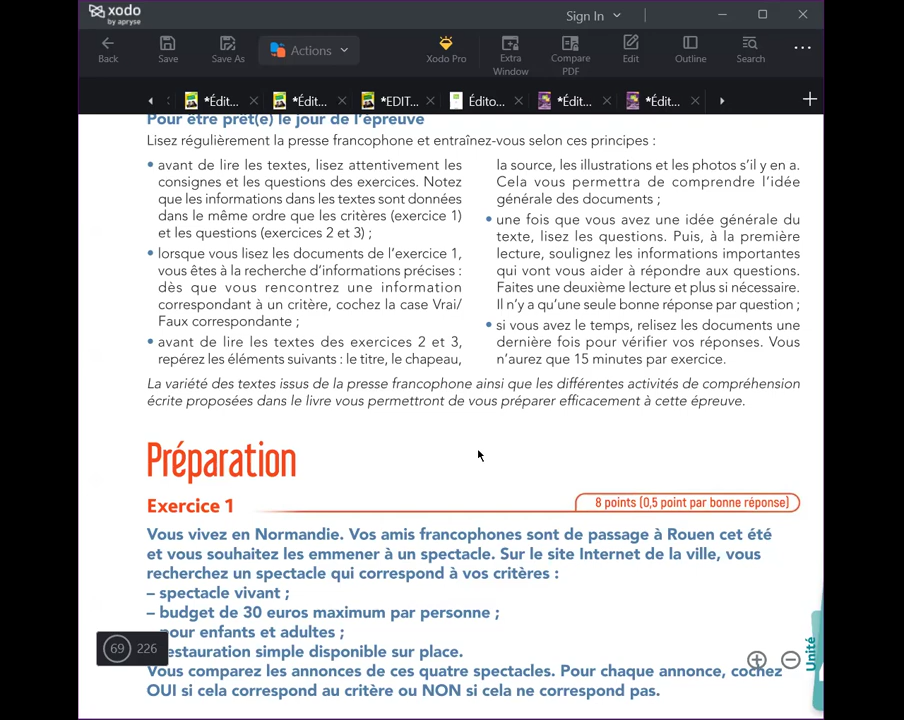 xodo
by apryse
Sign In
Back
Save
Save As
Actions
Xodo Pro
Extra
Window
Compare
PDF
Edit
Outline
Search
*Édit...
*Édit...
*EDIT...
Édito...
*Édit...
*Édit...
Pour être prêt(e) le jour de l'épreuve
Lisez régulièrement la presse francophone et entraînez-vous selon ces principes :
• avant de lire les textes, lisez attentivement les
consignes et les questions des exercices. Notez
que les informations dans les textes sont données
dans le même ordre que les critères (exercice 1)
et les questions (exercices 2 et 3) ;
• lorsque vous lisez les documents de l'exercice 1,
vous êtes à la recherche d'informations précises :
dès que vous rencontrez une information
correspondant à un critère, cochez la case Vrai/
Faux correspondante ;
• avant de lire les textes des exercices 2 et 3,
repérez les éléments suivants : le titre, le chapeau,
la source, les illustrations et les photos s'il y en a.
Cela vous permettra de comprendre l'idée
générale des documents ;
• une fois que vous avez une idée générale du
texte, lisez les questions. Puis, à la première
lecture, soulignez les informations importantes
qui vont vous aider à répondre aux questions.
Faites une deuxième lecture et plus si nécessaire.
Il n'y a qu'une seule bonne réponse par question ;
• si vous avez le temps, relisez les documents une
dernière fois pour vérifier vos réponses. Vous
n'aurez que 15 minutes par exercice.
La variété des textes issus de la presse francophone ainsi que les différentes activités de compréhension
écrite proposées dans le livre vous permettront de vous préparer efficacement à cette épreuve.
Préparation
Exercice 1
8 points (0,5 point par bonne réponse)
Vous vivez en Normandie. Vos amis francophones sont de passage à Rouen cet été
et vous souhaitez les emmener à un spectacle. Sur le site Internet de la ville, vous
recherchez un spectacle qui correspond à vos critères :
– spectacle vivant ;
– budget de 30 euros maximum par personne ;
pour enfants et adultes ;
estauration simple disponible sur place.
Vous comparez les annonces de ces quatre spectacles. Pour chaque annonce, cochez
OUI si cela correspond au critère ou NON si cela ne correspond pas.
69 226
Unité